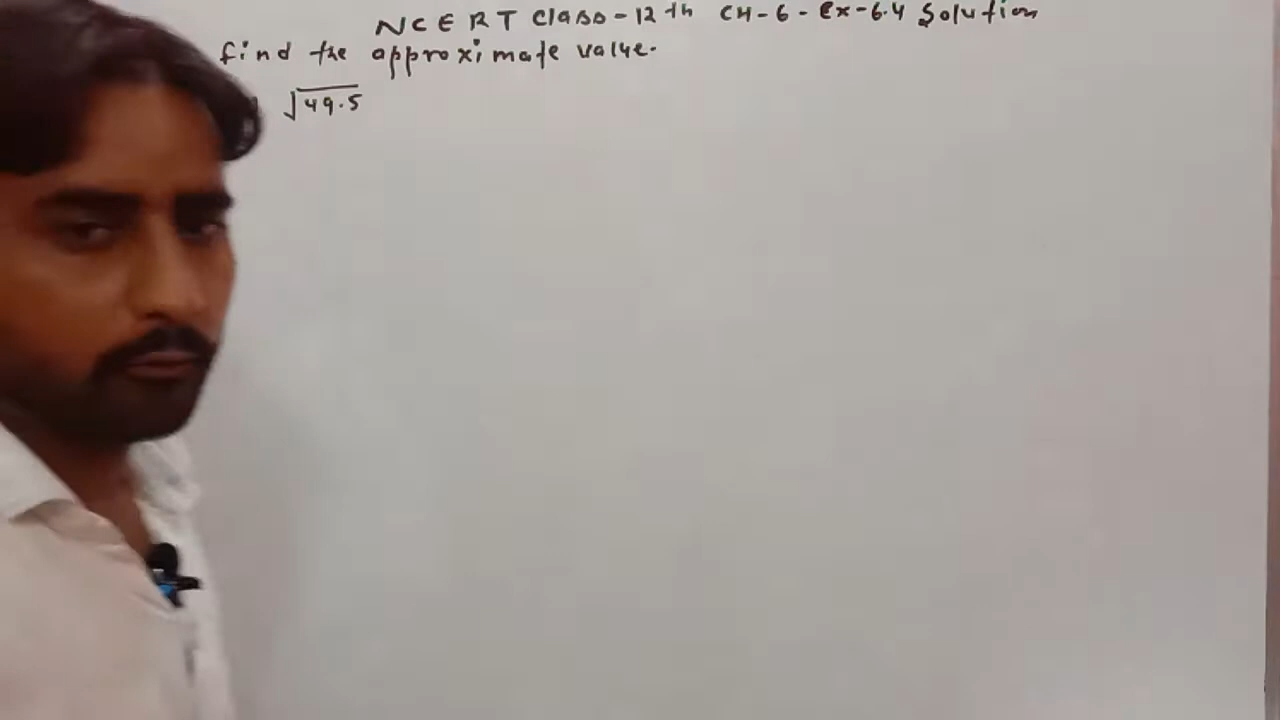 NCERT Class-12th CH-6-Ex-6.4 Solution
find the approximate value.
√49.5